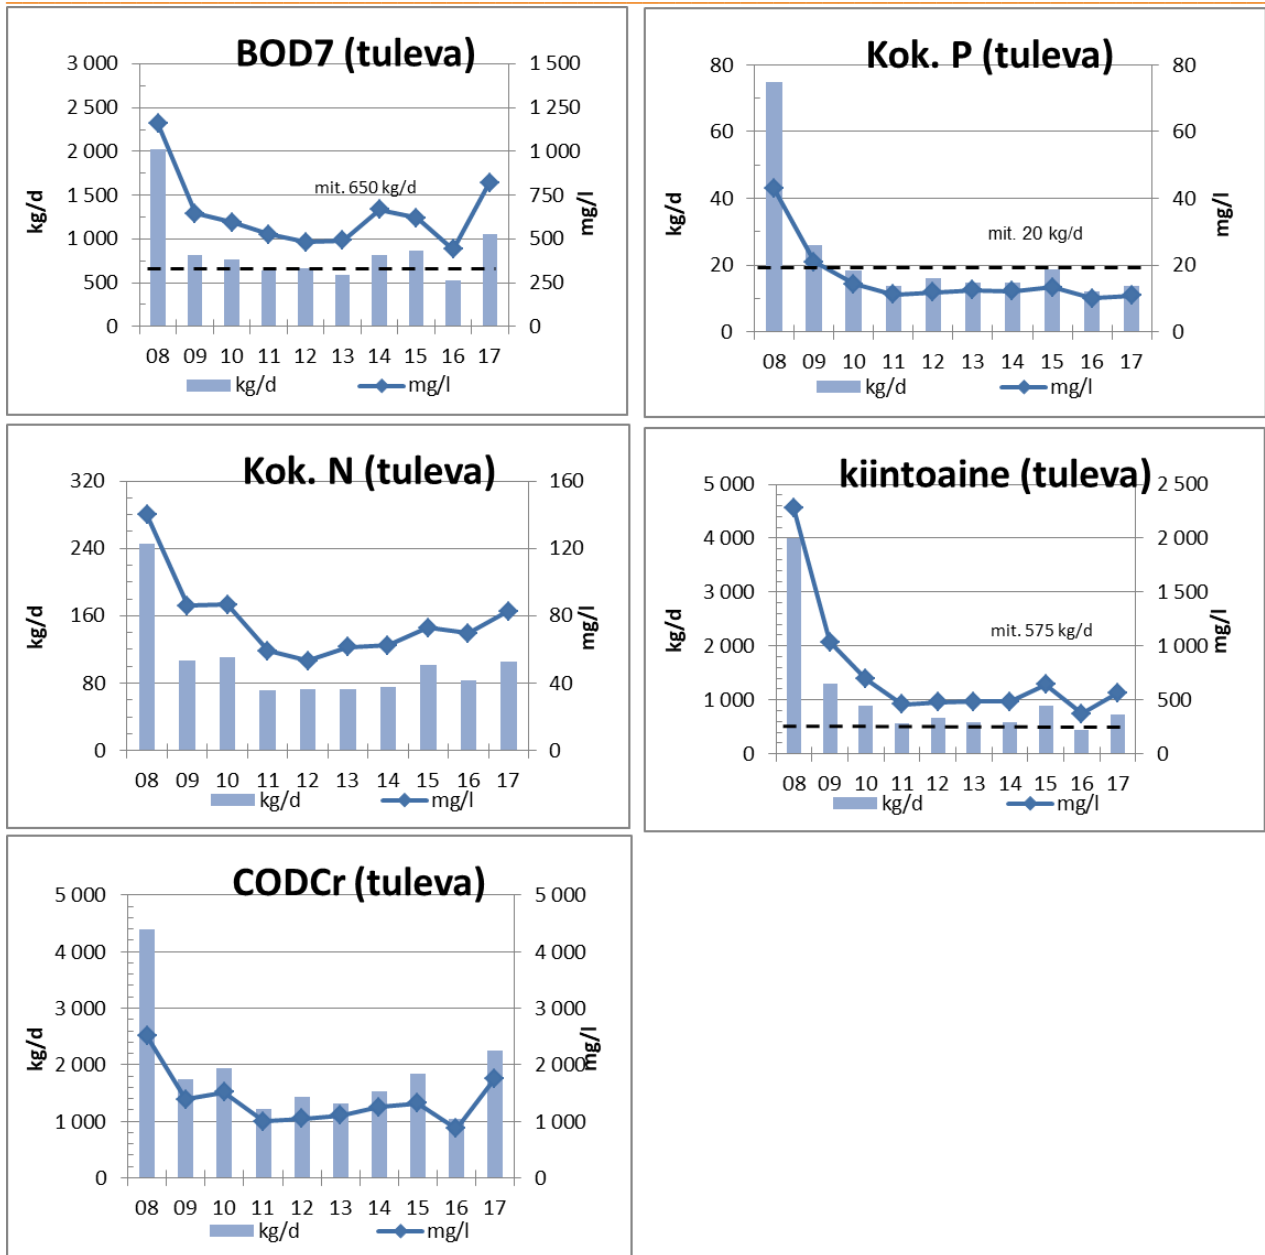 BOD7 (tuleva)
3 000
2 500
2 000
1 500
1 000
500
0
kg/d
1 500
1 250
1 000
750
500
250
0
mg/l
mit. 650 kg/d
08 09 10 11 12 13 14 15 16 17
kg/d mg/l
Kok. P (tuleva)
80
60
40
20
0
kg/d
80
60
40
20
0
mg/l
mit. 20 kg/d
08 09 10 11 12 13 14 15 16 17
kg/d mg/l
Kok. N (tuleva)
320
240
160
80
0
kg/d
160
120
80
40
0
mg/l
08 09 10 11 12 13 14 15 16 17
kg/d mg/l
kiintoaine (tuleva)
5 000
4 000
3 000
2 000
1 000
0
kg/d
2 500
2 000
1 500
1 000
500
0
mg/l
mit. 575 kg/d
08 09 10 11 12 13 14 15 16 17
kg/d mg/l
CODCr (tuleva)
5 000
4 000
3 000
2 000
1 000
0
kg/d
5 000
4 000
3 000
2 000
1 000
0
mg/l
08 09 10 11 12 13 14 15 16 17
kg/d mg/l